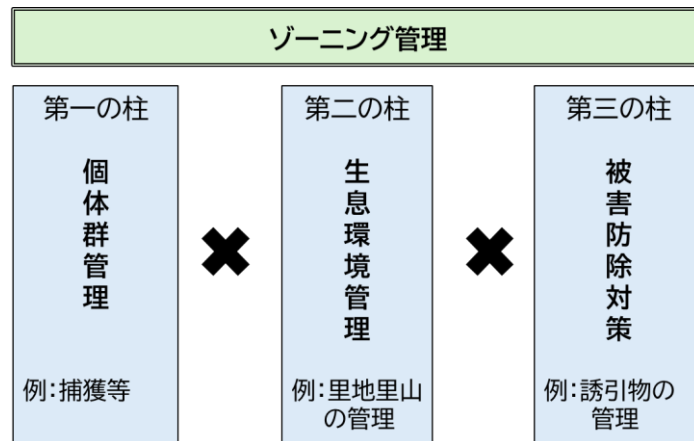 ゾーニング管理
第一の柱
個体群管理
例:捕獲等
第二の柱
生息環境管理
例:里地里山
の管理
第三の柱
被害防除対策
例:誘引物の
管理